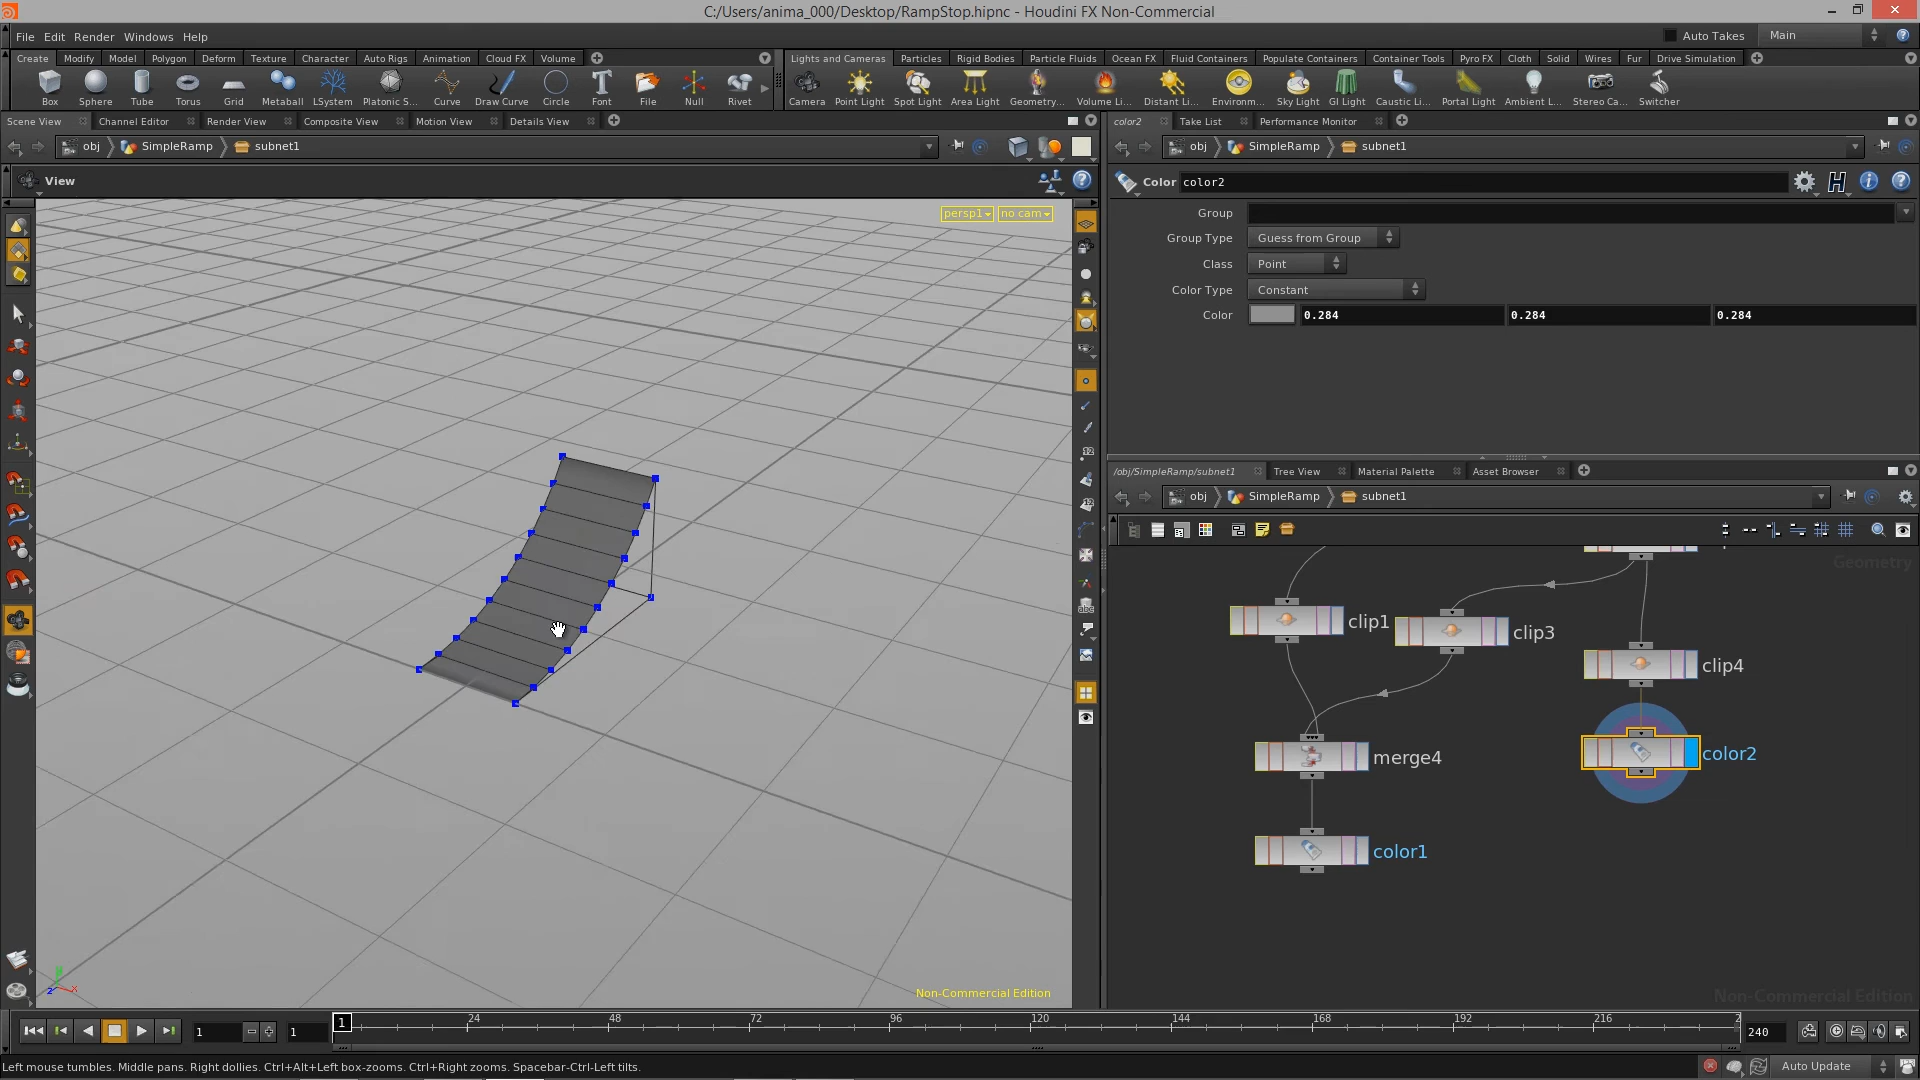 C:/Users/anima_000/Desktop/RampStop.hipnc - Houdini FX Non-Commercial
File Edit Render Windows Help
Auto Takes Main
Create Modify Model Polygon Deform Texture Character Auto Rigs Animation Cloud FX Volume
Lights and Cameras Particles Rigid Bodies Particle Fluids Ocean FX Fluid Containers Populate Containers Container Tools Pyro FX Cloth Solid Wires Fur Drive Simulation
Box Sphere Tube Torus Grid Metaball LSystem Platonic S... Curve Draw Curve Circle Font File Null Rivet
Camera Point Light Spot Light Area Light Geometry... Volume Li... Distant Li... Environm... Sky Light GI Light Caustic Li... Portal Light Ambient L... Stereo Ca... Switcher
Scene View Channel Editor Render View Composite View Motion View Details View
color2 Take List Performance Monitor
obj SimpleRamp subnet1
obj SimpleRamp subnet1
View
persp1 no cam
Color color2
Group
Group Type Guess from Group
Class Point
Color Type Constant
Color 0.284 0.284 0.284
/obj/SimpleRamp/subnet1 Tree View Material Palette Asset Browser
obj SimpleRamp subnet1
Geometry
clip1
clip3
clip4
merge4
color2
color1
Non-Commercial Edition
Non-Commercial Edition
1 1 1 24 48 72 96 120 144 168 192 216 2 240
Left mouse tumbles. Middle pans. Right dollies. Ctrl+Alt+Left box-zooms. Ctrl+Right zooms. Spacebar-Ctrl-Left tilts.
Auto Update